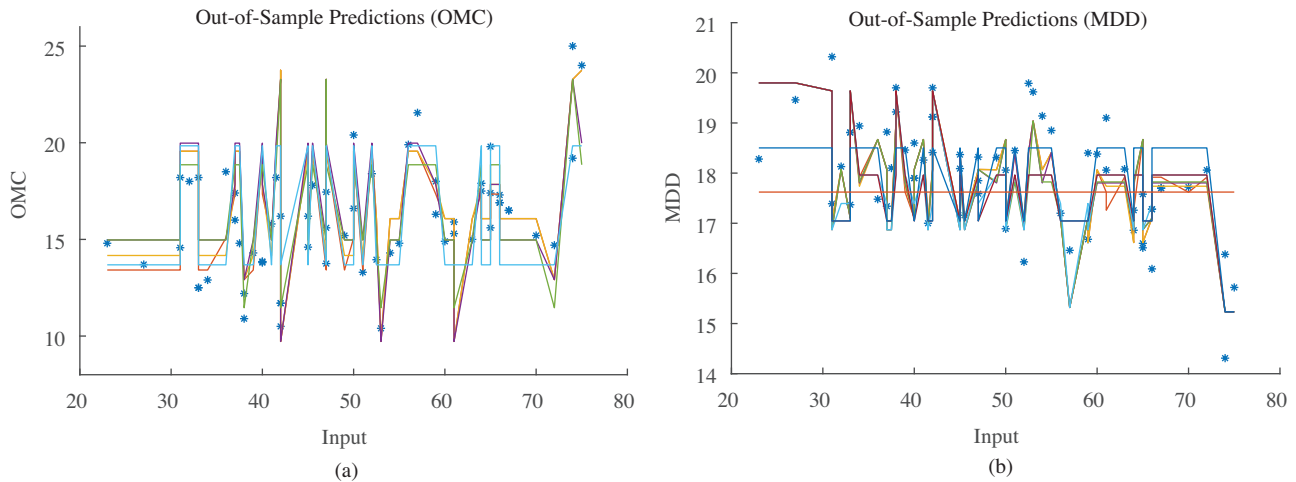 Out-of-Sample Predictions (OMC)
25
20
15
10
OMC
20 30 40 50 60 70 80
Input
(a)
Out-of-Sample Predictions (MDD)
21
20
19
18
17
16
15
14
MDD
20 30 40 50 60 70 80
Input
(b)